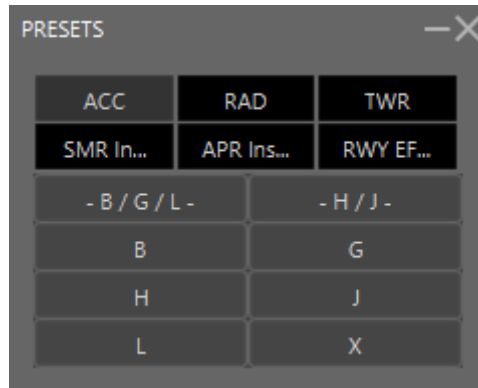 PRESETS
ACC RAD TWR
SMR In... APR Ins... RWY EF...
- B / G / L - - H / J -
B G
H J
L X